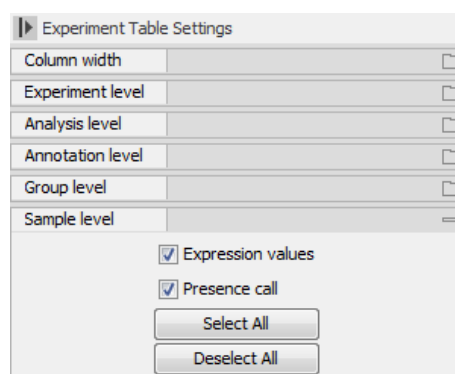 Experiment Table Settings
Column width
Experiment level
Analysis level
Annotation level
Group level
Sample level
Expression values
Presence call
Select All
Deselect All